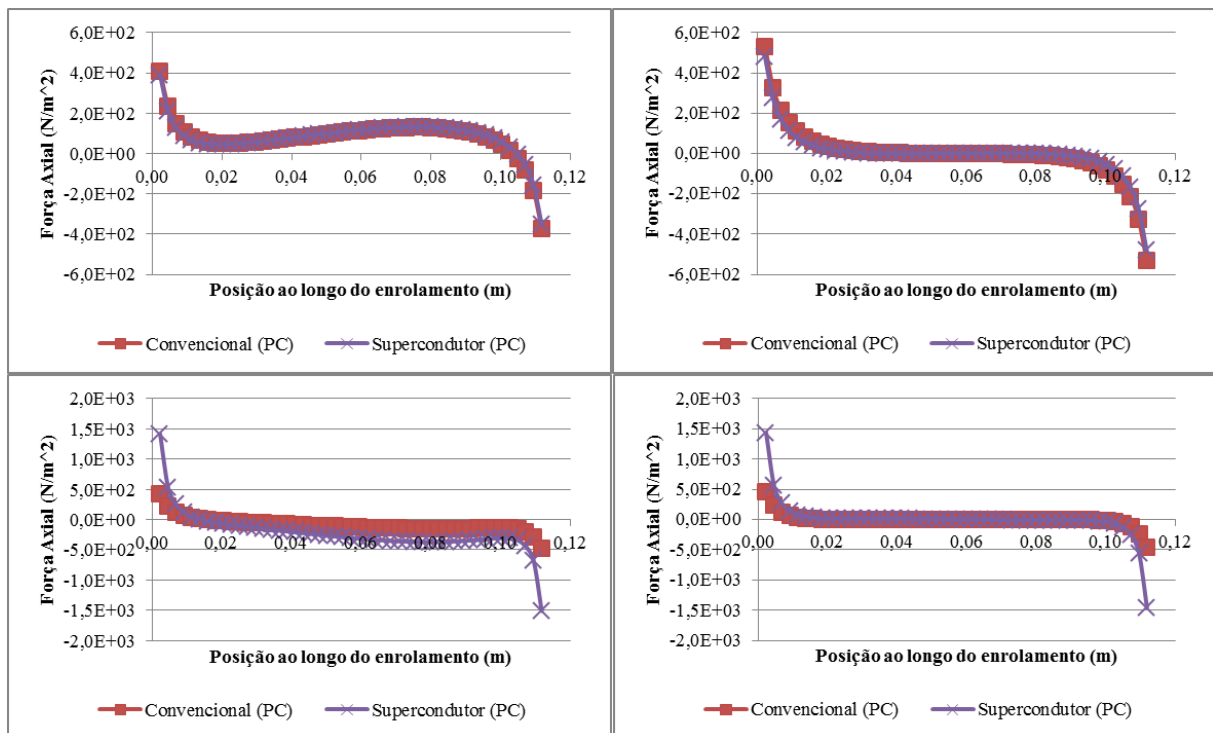 6,0E+02
4,0E+02
2,0E+02
0,0E+00
-2,0E+02
-4,0E+02
-6,0E+02
0,00 0,02 0,04 0,06 0,08 0,10 0,12
Força Axial (N/m^2)
Posição ao longo do enrolamento (m)
Convencional (PC) Supercondutor (PC)
6,0E+02
4,0E+02
2,0E+02
0,0E+00
-2,0E+02
-4,0E+02
-6,0E+02
0,00 0,02 0,04 0,06 0,08 0,10 0,12
Força Axial (N/m^2)
Posição ao longo do enrolamento (m)
Convencional (PC) Supercondutor (PC)
2,0E+03
1,5E+03
1,0E+03
5,0E+02
0,0E+00
-5,0E+02
-1,0E+03
-1,5E+03
-2,0E+03
0,00 0,02 0,04 0,06 0,08 0,10 0,12
Força Axial (N/m^2)
Posição ao longo do enrolamento (m)
Convencional (PC) Supercondutor (PC)
2,0E+03
1,5E+03
1,0E+03
5,0E+02
0,0E+00
-5,0E+02
-1,0E+03
-1,5E+03
-2,0E+03
0,00 0,02 0,04 0,06 0,08 0,10 0,12
Força Axial (N/m^2)
Posição ao longo do enrolamento (m)
Convencional (PC) Supercondutor (PC)